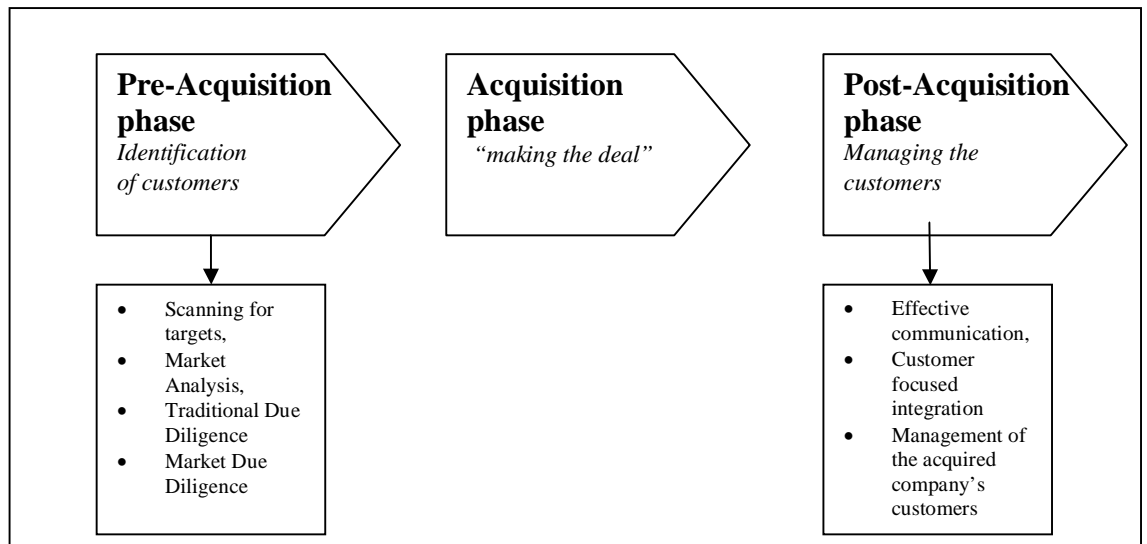 Pre-Acquisition
phase
Identification
of customers
Acquisition
phase
“making the deal”
Post-Acquisition
phase
Managing the
customers
• Scanning for
targets,
• Market
Analysis,
• Traditional Due
Diligence
• Market Due
Diligence
• Effective
communication,
• Customer
focused
integration
• Management of
the acquired
company’s
customers